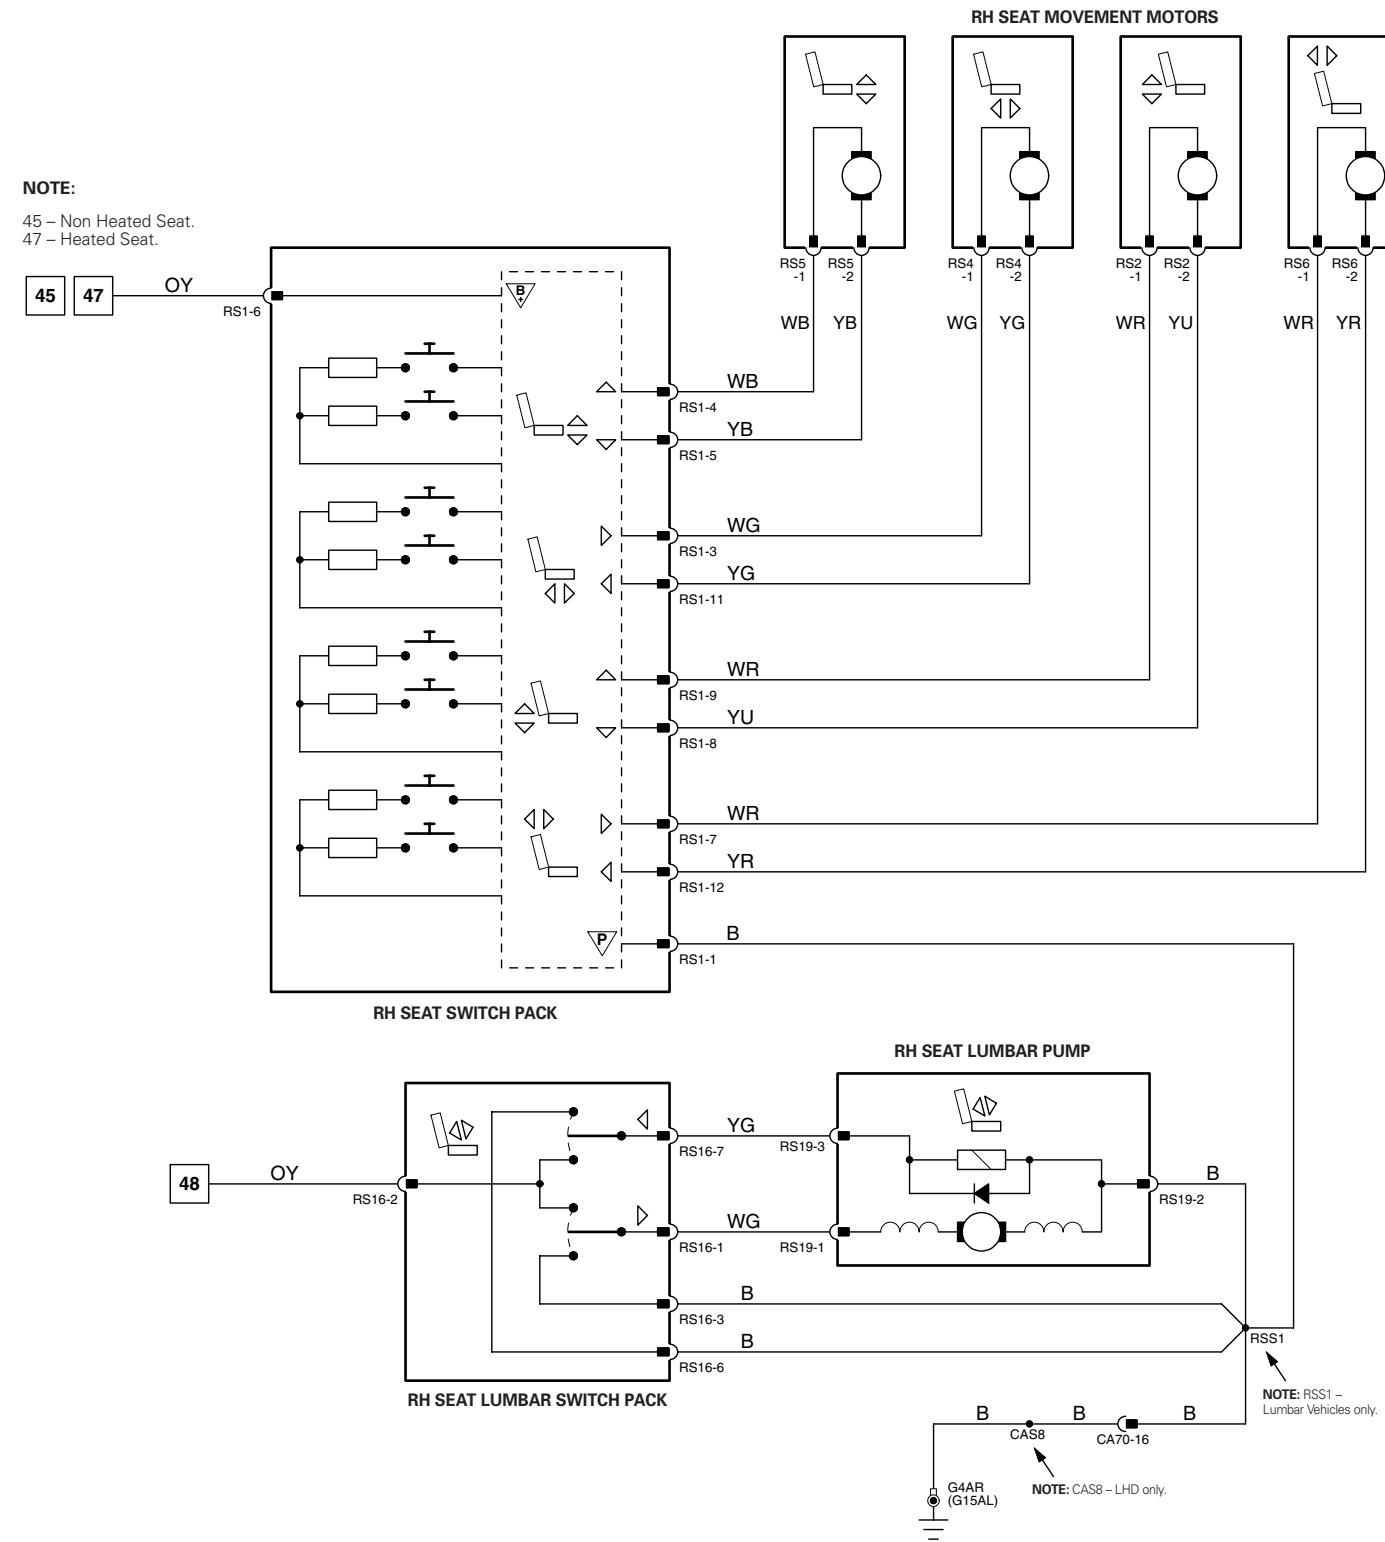 RH SEAT MOVEMENT MOTORS
NOTE:
45 – Non Heated Seat.
47 – Heated Seat.
45 47 OY RS1-6
B
+
RS5
-1
RS5
-2
RS4
-1
RS4
-2
RS2
-1
RS2
-2
RS6
-1
RS6
-2
WB YB WG YG WR YU WR YR
WB
RS1-4
YB
RS1-5
WG
RS1-3
YG
RS1-11
WR
RS1-9
YU
RS1-8
WR
RS1-7
YR
RS1-12
P
B
RS1-1
RH SEAT SWITCH PACK
RH SEAT LUMBAR PUMP
48 OY RS16-2
YG
RS16-7 RS19-3
B
RS19-2
WG
RS16-1 RS19-1
B
RS16-3
B
RS16-6
RSS1
RH SEAT LUMBAR SWITCH PACK
NOTE: RSS1 –
Lumbar Vehicles only.
B B B
CAS8 CA70-16
NOTE: CAS8 – LHD only.
G4AR
(G15AL)